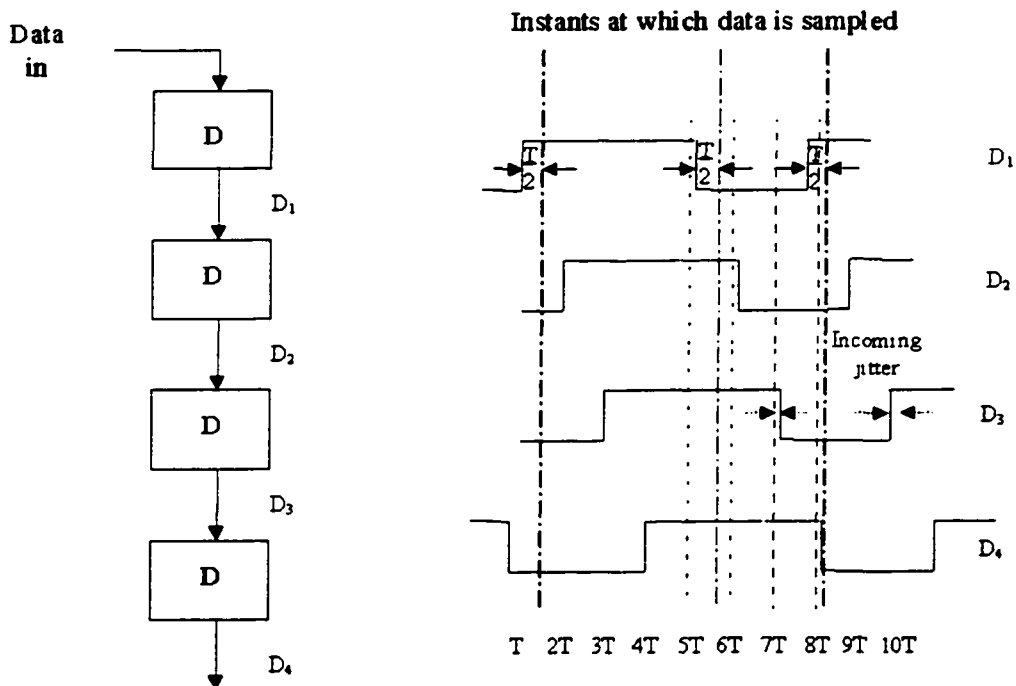 Data
in
D
D₁
D
D₂
D
D₃
D
D₄
Instants at which data is sampled
T
2
T
2
T
2
D₁
D₂
Incoming
jitter
D₃
D₄
T 2T 3T 4T 5T 6T 7T 8T 9T 10T